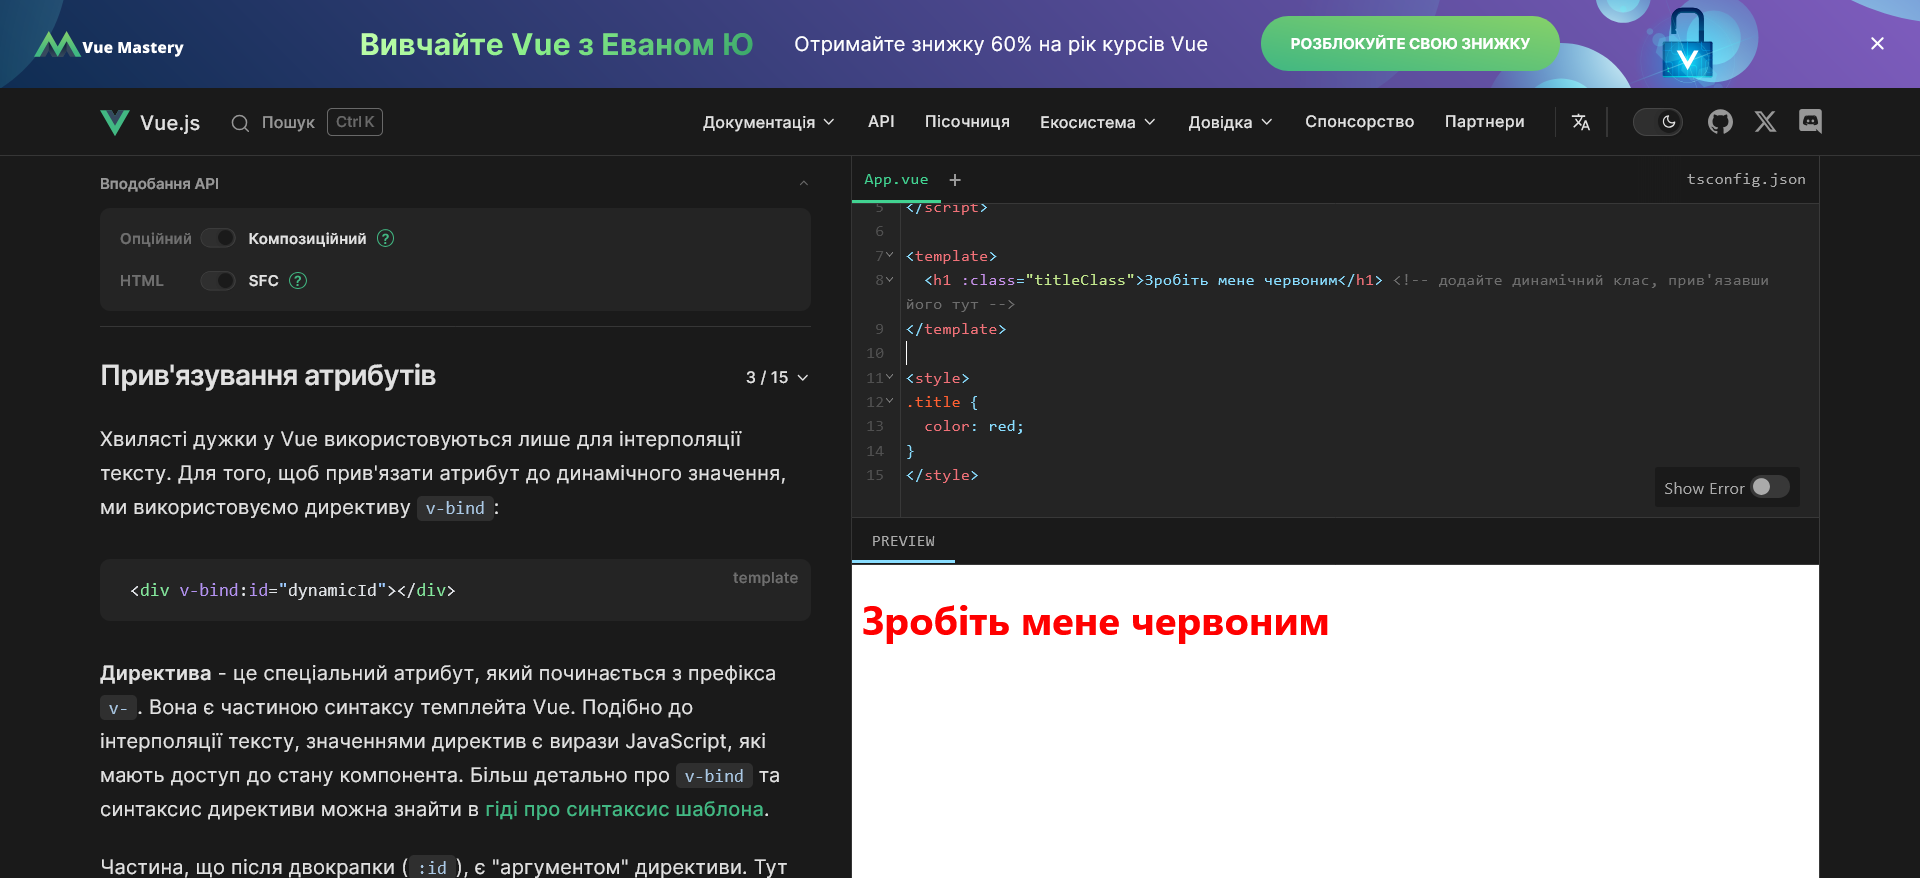 Vue Mastery
Вивчайте Vue з Еваном Ю
Отримайте знижку 60% на рік курсів Vue
РОЗБЛОКУЙТЕ СВОЮ ЗНИЖКУ
Vue.js
Пошук
Ctrl K
Документація
API
Пісочниця
Екосистема
Довідка
Спонсорство
Партнери
Вподобання API
Опційний
Композиційний
?
HTML
SFC
?
Прив'язування атрибутів
3 / 15
Хвилясті дужки у Vue використовуються лише для інтерполяції
тексту. Для того, щоб прив'язати атрибут до динамічного значення,
ми використовуємо директиву v-bind:
template
<div v-bind:id="dynamicId"></div>
Директива - це спеціальний атрибут, який починається з префікса
v-. Вона є частиною синтаксу темплейта Vue. Подібно до
інтерполяції тексту, значеннями директив є вирази JavaScript, які
мають доступ до стану компонента. Більш детально про v-bind та
синтаксис директиви можна знайти в гіді про синтаксис шаблона.
Частина, що після двокрапки (:id), є "аргументом" директиви. Тут
App.vue
+
tsconfig.json
5 </script>
6
7 <template>
8 <h1 :class="titleClass">Зробіть мене червоним</h1> <!-- додайте динамічний клас, прив'язавши
його тут -->
9 </template>
10
11 <style>
12 .title {
13 color: red;
14 }
15 </style>
Show Error
PREVIEW
Зробіть мене червоним